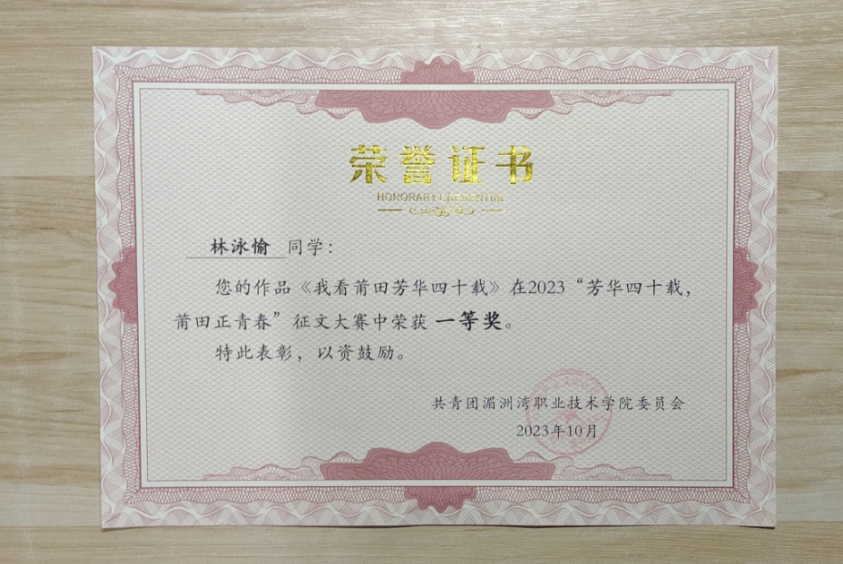 荣誉证书
HONORARY CREDENTIAL
林泳愉 同学：
您的作品《我看莆田芳华四十载》在2023“芳华四十载，
莆田正青春”征文大赛中荣获 一等奖。
特此表彰，以资鼓励。
共青团湄洲湾职业技术学院委员会
2023年10月